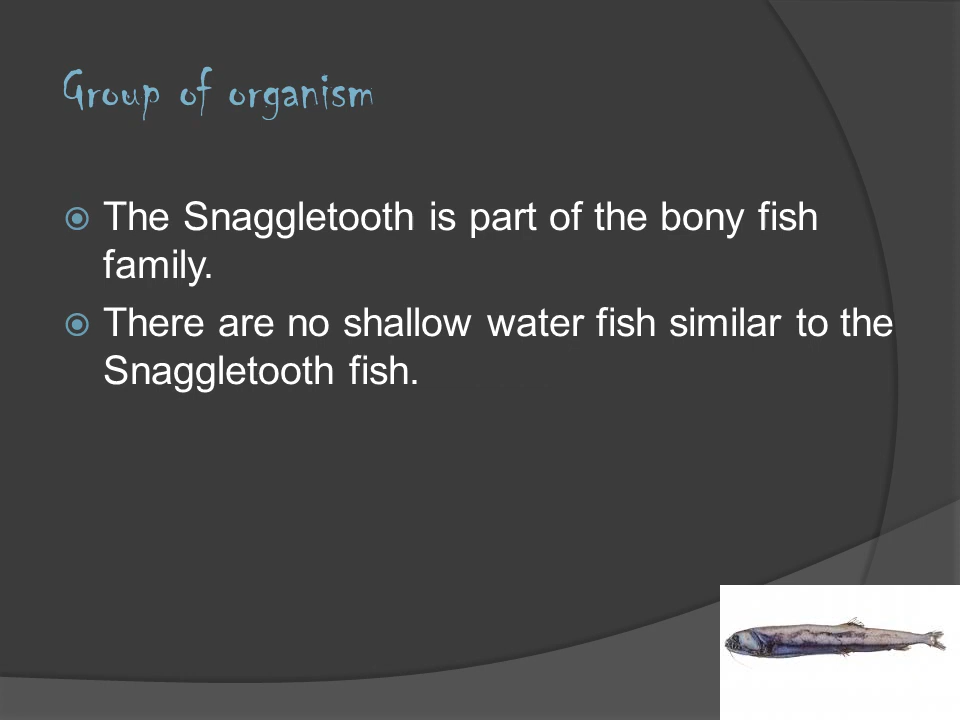 Group of organism
The Snaggletooth is part of the bony fish
family.
There are no shallow water fish similar to the
Snaggletooth fish.